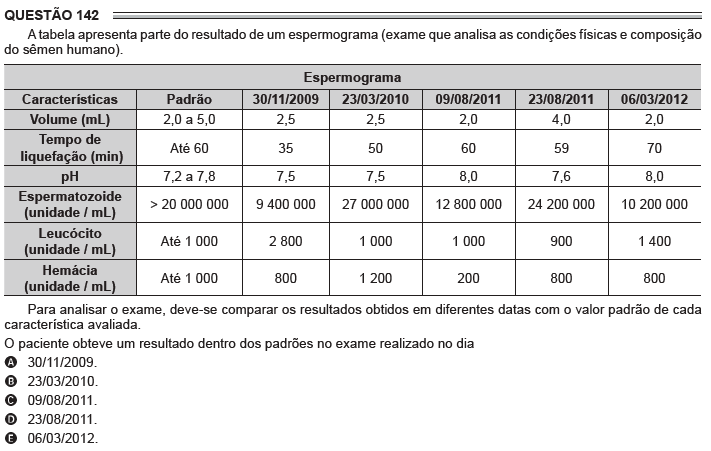 QUESTÃO 142
A tabela apresenta parte do resultado de um espermograma (exame que analisa as condições físicas e composição
do sêmen humano).
Espermograma
Características Padrão 30/11/2009 23/03/2010 09/08/2011 23/08/2011 06/03/2012
Volume (mL) 2,0 a 5,0 2,5 2,5 2,0 4,0 2,0
Tempo de
liquefação (min) Até 60 35 50 60 59 70
pH 7,2 a 7,8 7,5 7,5 8,0 7,6 8,0
Espermatozoide
(unidade / mL) > 20 000 000 9 400 000 27 000 000 12 800 000 24 200 000 10 200 000
Leucócito
(unidade / mL) Até 1 000 2 800 1 000 1 000 900 1 400
Hemácia
(unidade / mL) Até 1 000 800 1 200 200 800 800
Para analisar o exame, deve-se comparar os resultados obtidos em diferentes datas com o valor padrão de cada
característica avaliada.
O paciente obteve um resultado dentro dos padrões no exame realizado no dia
A 30/11/2009.
B 23/03/2010.
C 09/08/2011.
D 23/08/2011.
E 06/03/2012.